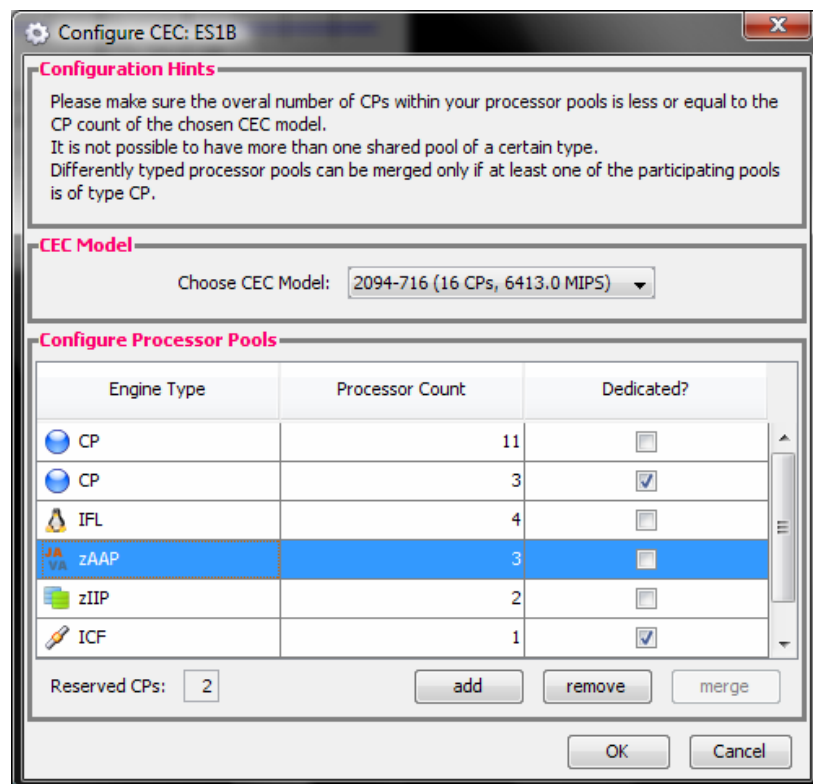 Configure CEC: ES1B
Configuration Hints
Please make sure the overal number of CPs within your processor pools is less or equal to the
CP count of the chosen CEC model.
It is not possible to have more than one shared pool of a certain type.
Differently typed processor pools can be merged only if at least one of the participating pools
is of type CP.
CEC Model
Choose CEC Model: 2094-716 (16 CPs, 6413.0 MIPS)
Configure Processor Pools
Engine Type Processor Count Dedicated?
CP 11
CP 3
IFL 4
JAVA zAAP 3
zIIP 2
ICF 1
Reserved CPs: 2 add remove merge
OK Cancel